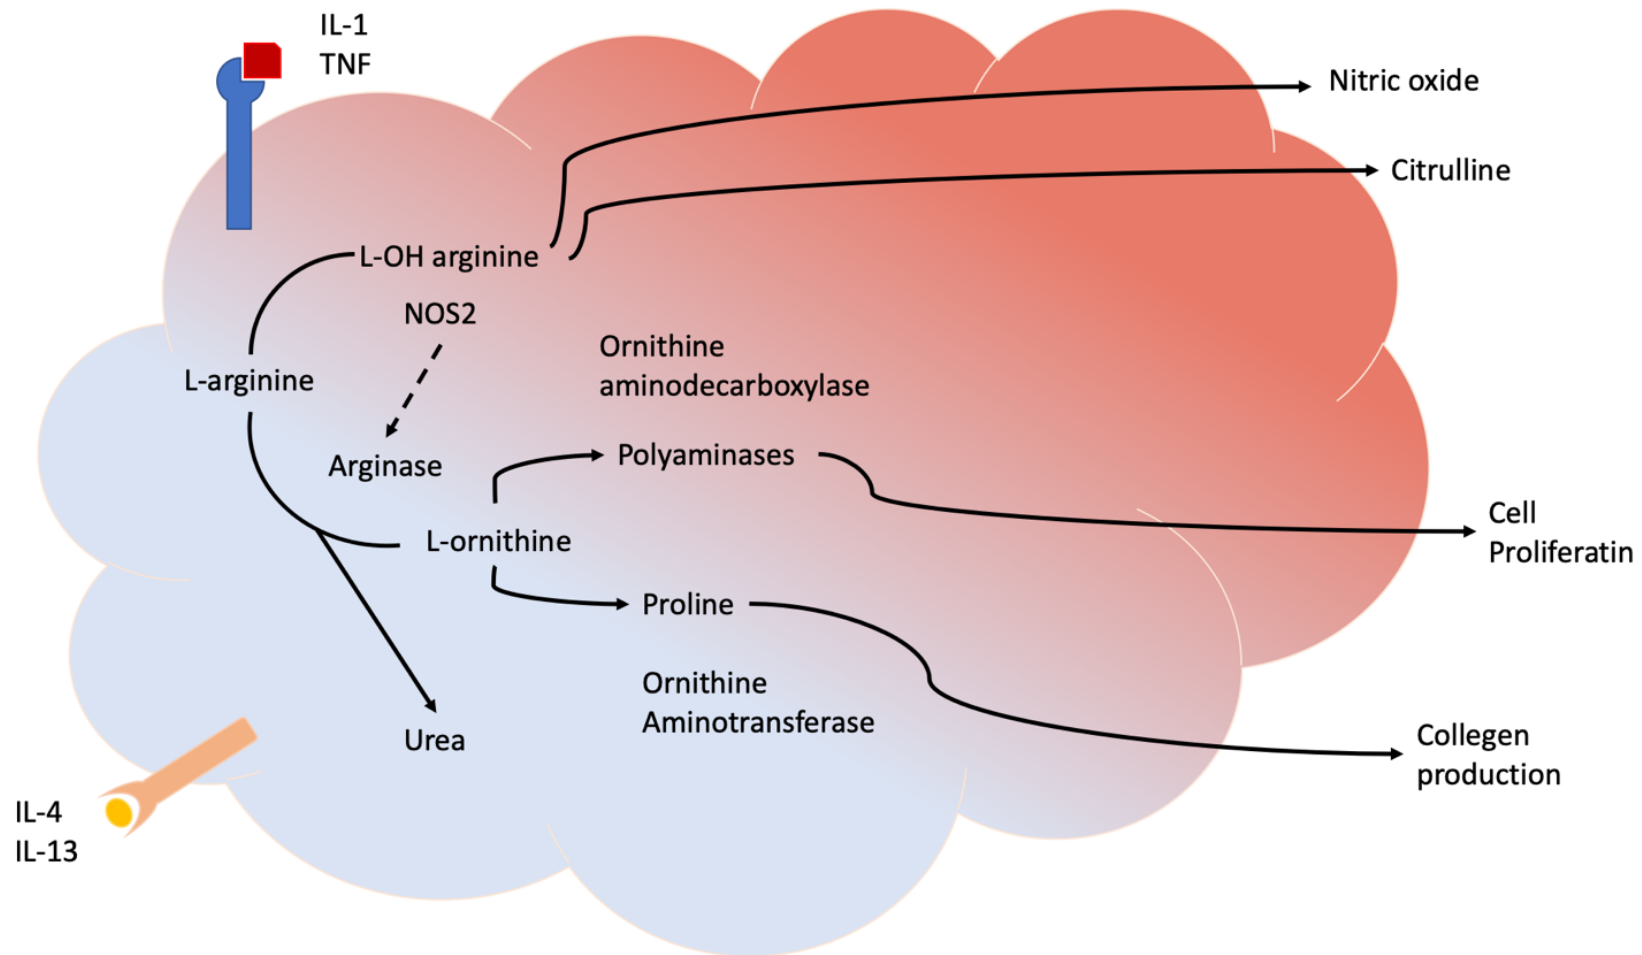 IL-1
TNF
Nitric oxide
Citrulline
L-OH arginine
NOS2
Ornithine
aminodecarboxylase
L-arginine
Arginase
Polyaminases
L-ornithine
Cell
Proliferatin
Proline
Ornithine
Aminotransferase
Urea
Collegen
production
IL-4
IL-13